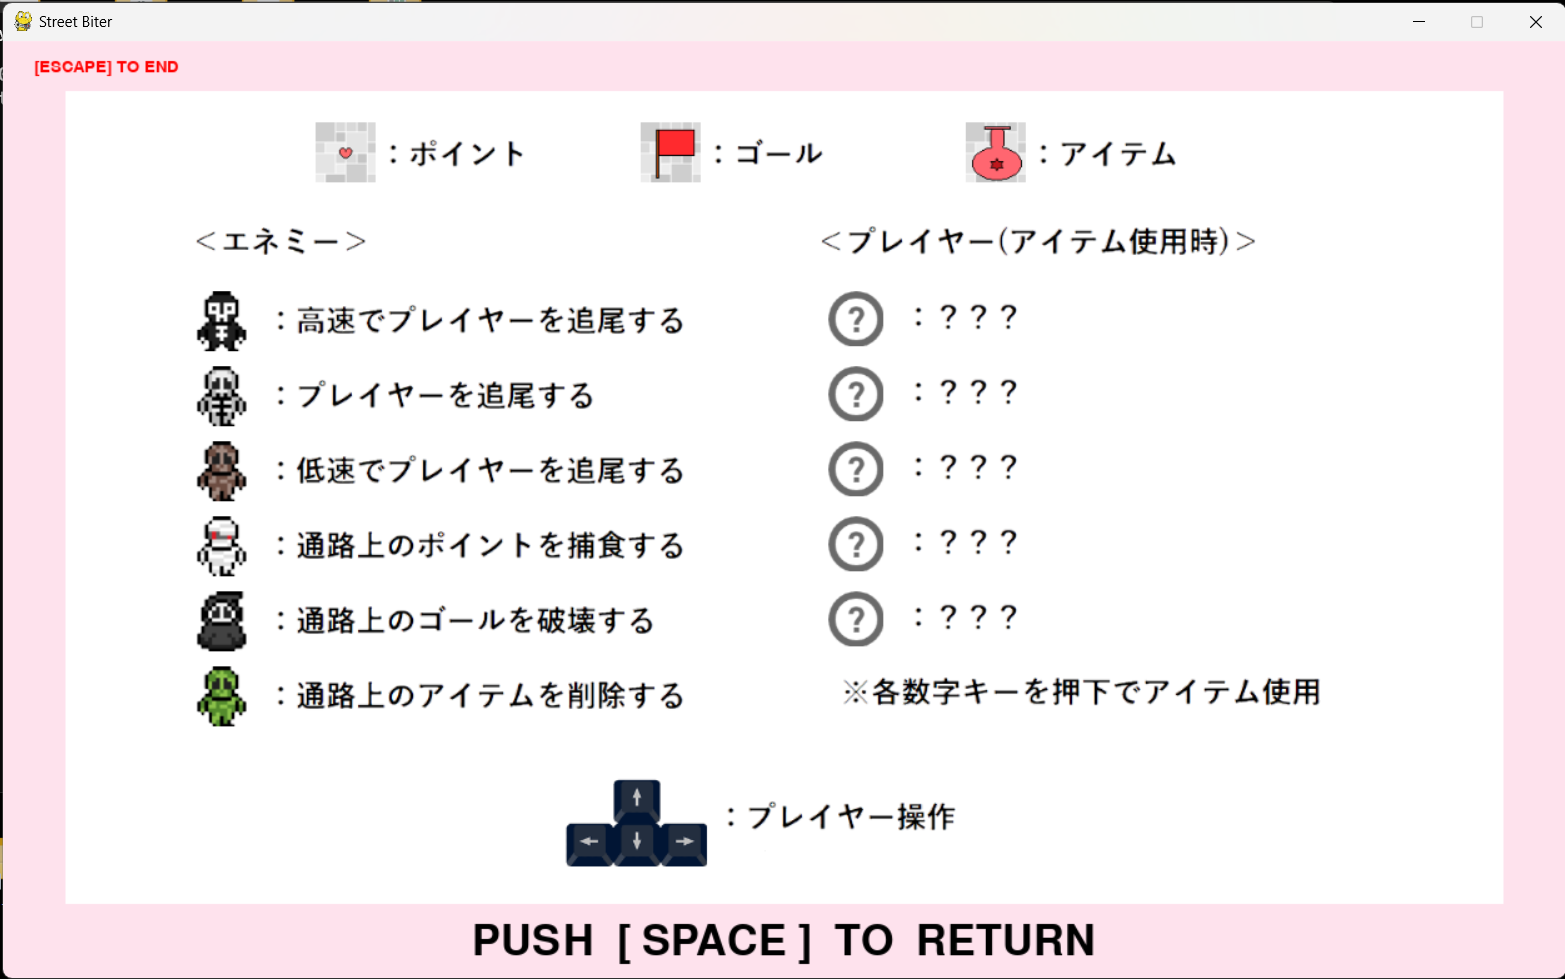 Street Biter
[ESCAPE] TO END
：ポイント
：ゴール
：アイテム
＜エネミー＞
＜プレイヤー(アイテム使用時)＞
：高速でプレイヤーを追尾する
? ：？？？
：プレイヤーを追尾する
? ：？？？
：低速でプレイヤーを追尾する
? ：？？？
：通路上のポイントを捕食する
? ：？？？
：通路上のゴールを破壊する
? ：？？？
：通路上のアイテムを削除する
※各数字キーを押下でアイテム使用
：プレイヤー操作
PUSH [ SPACE ] TO RETURN